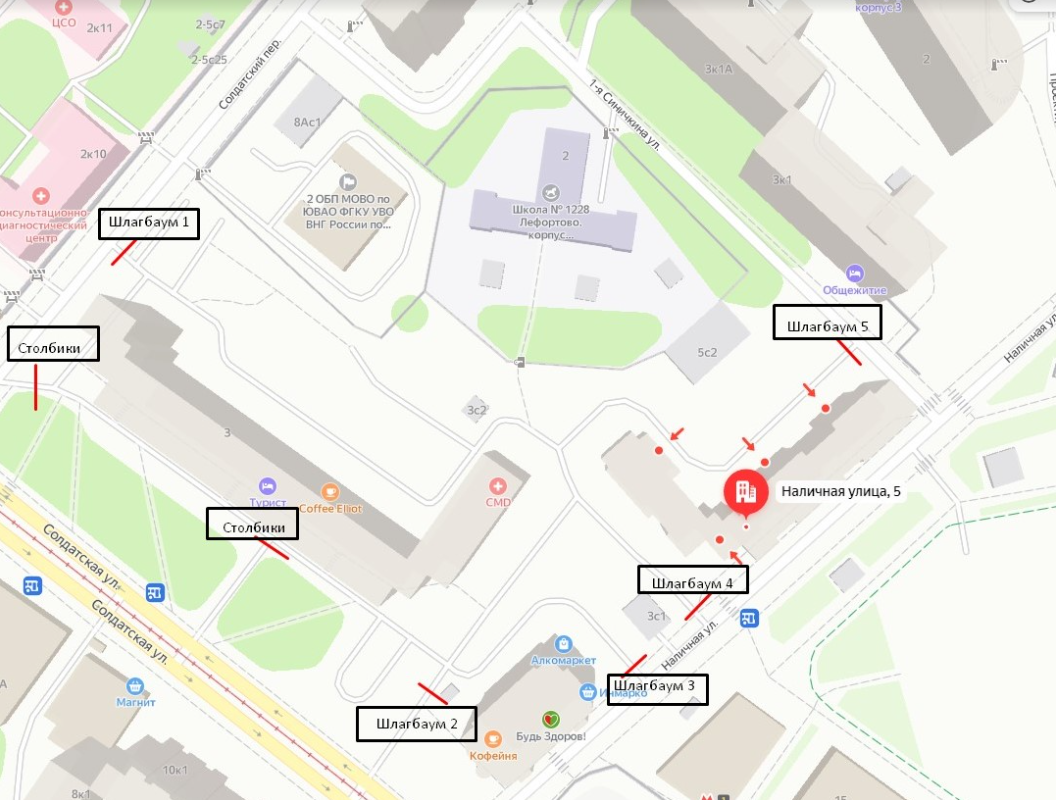 ЦСО
2к11
2-5с7
2-5с25
корпус 3
Солдатский пер.
3к1А
2
1-я Синичкина ул.
8Ас1
2к10
2
3к1
2 ОБП МОВО по
ЮВАО ФГКУ УВО
ВНГ России по...
Школа № 1228
Лефортово.
корпус...
онсультационно
диагностический
центр
Шлагбаум 1
Общежитие
Шлагбаум 5
Наличная ул.
Столбики
5с2
3с2
3
CMD
Наличная улица, 5
Турист
Coffee Elliot
Столбики
Солдатская ул.
Солдатская ул.
Шлагбаум 4
3с1
Наличная ул.
Алкомаркет
Шлагбаум 3
Инмарко
Магнит
Шлагбаум 2
Будь Здоров!
Кофейня
10к1
8к1
15